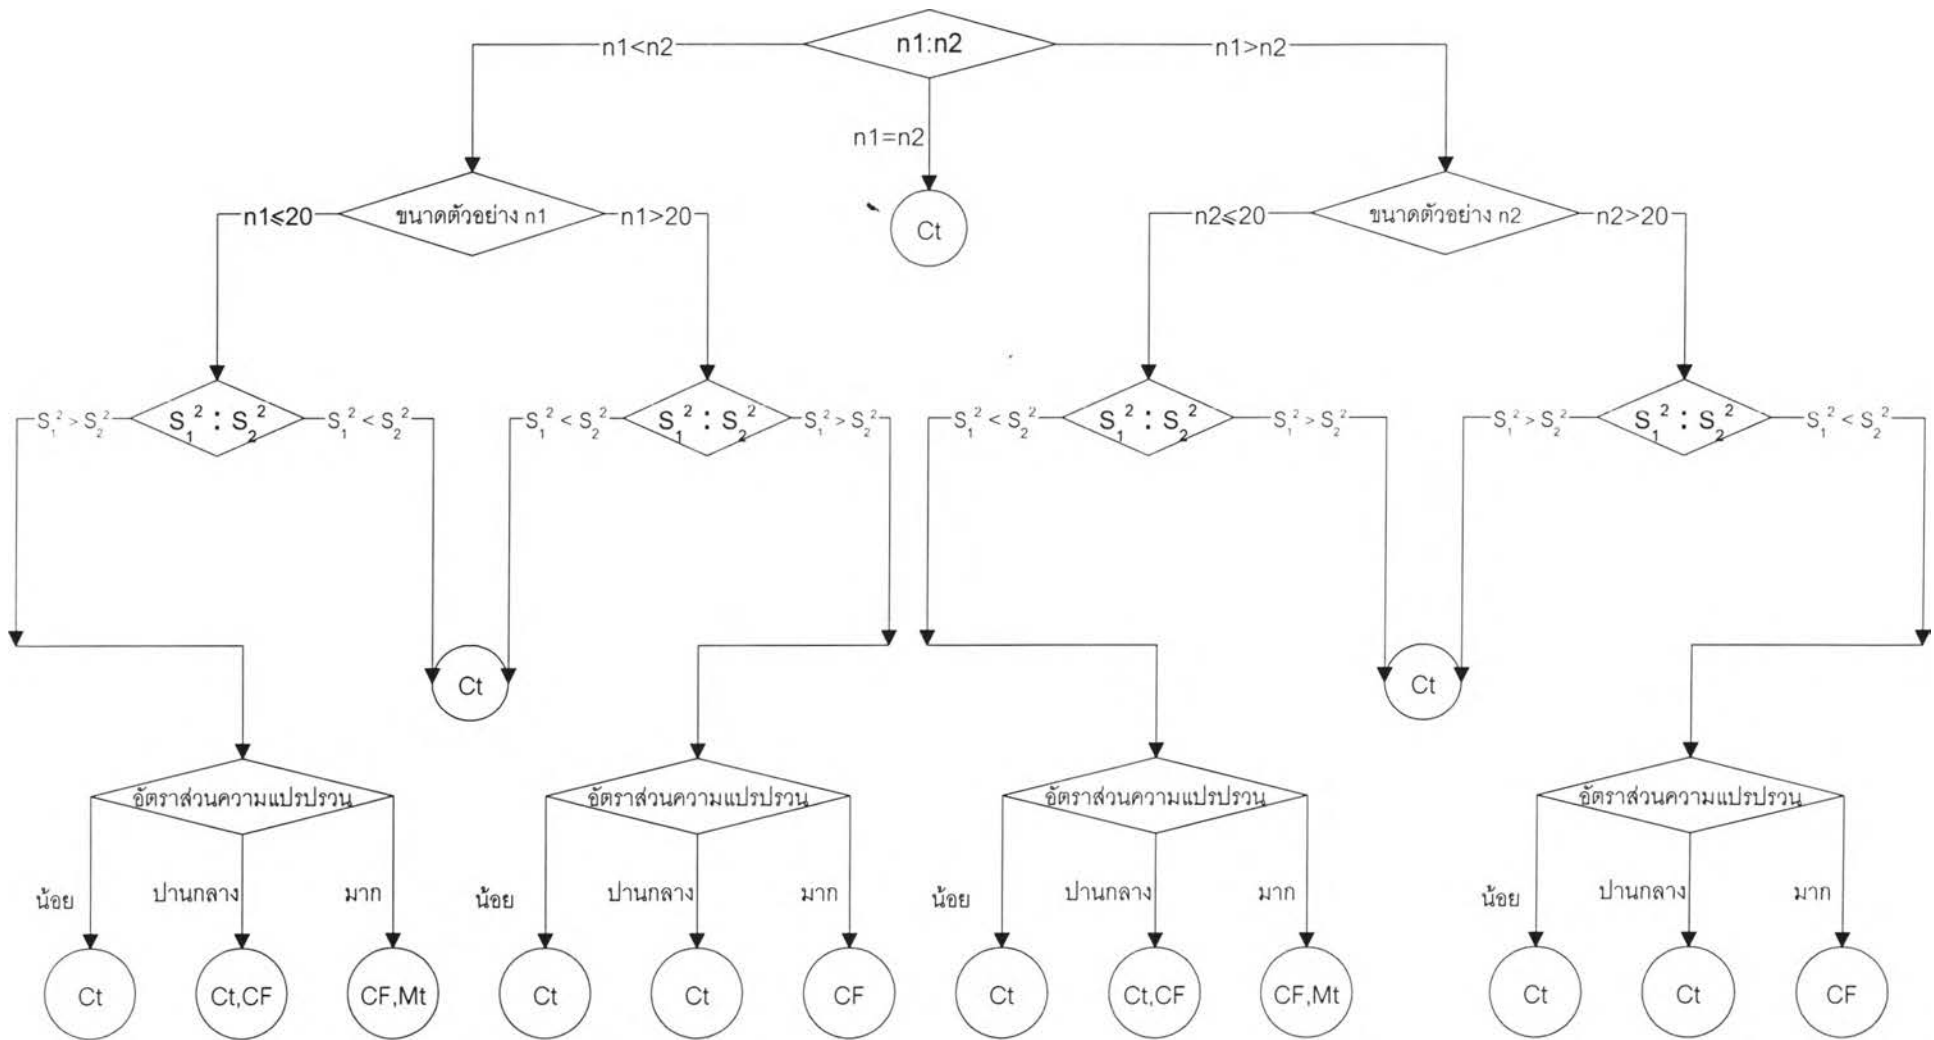 n1<n2 n1:n2 n1>n2
n1=n2
n1≤20 ขนาดตัวอย่าง n1 n1>20 Ct n2≤20 ขนาดตัวอย่าง n2 n2>20
S₁²>S₂² S₁²:S₂² S₁²<S₂² S₁²<S₂² S₁²:S₂² S₁²>S₂² S₁²<S₂² S₁²:S₂² S₁²>S₂² S₁²>S₂² S₁²:S₂² S₁²<S₂²
Ct Ct
อัตราส่วนความแปรปรวน อัตราส่วนความแปรปรวน อัตราส่วนความแปรปรวน อัตราส่วนความแปรปรวน
น้อย ปานกลาง มาก น้อย ปานกลาง มาก น้อย ปานกลาง มาก น้อย ปานกลาง มาก
Ct Ct,CF CF,Mt Ct Ct CF Ct Ct,CF CF,Mt Ct Ct CF